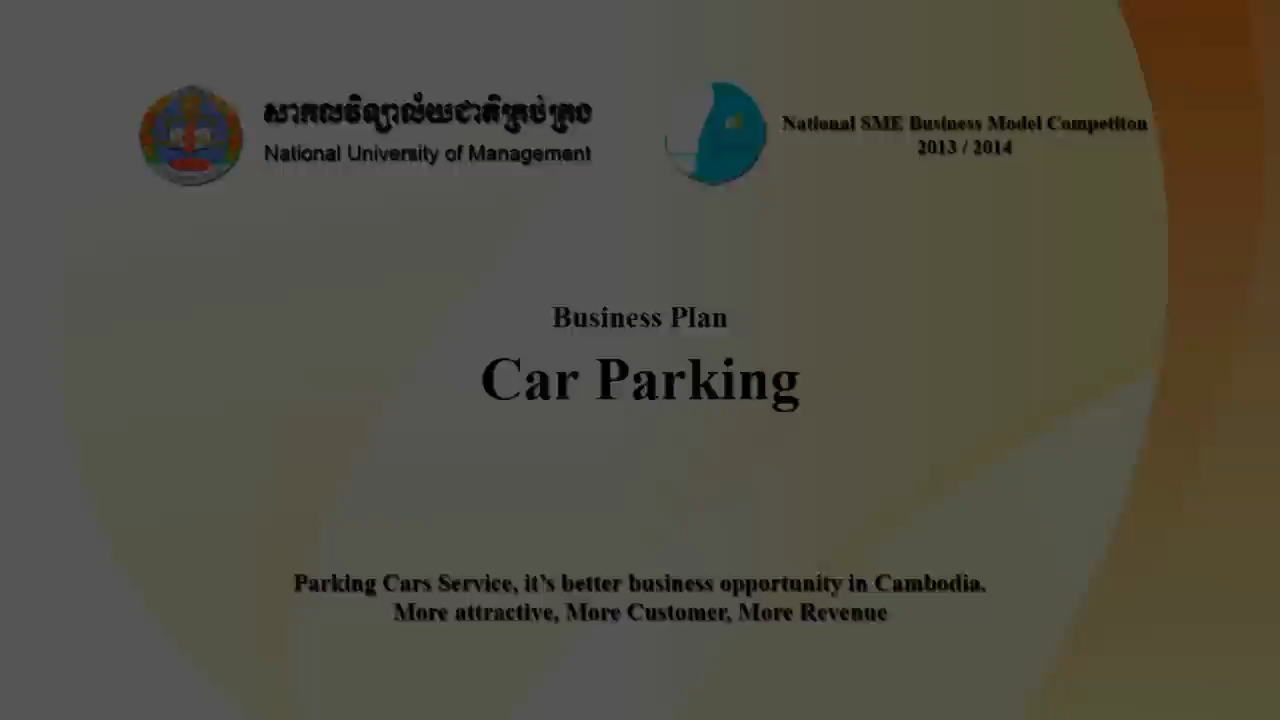 សាកលវិទ្យាល័យជាតិគ្រប់គ្រង
National University of Management
National SME Business Model Competiton
2013 / 2014
Business Plan
Car Parking
Parking Cars Service, it's better business opportunity in Cambodia.
More attractive, More Customer, More Revenue